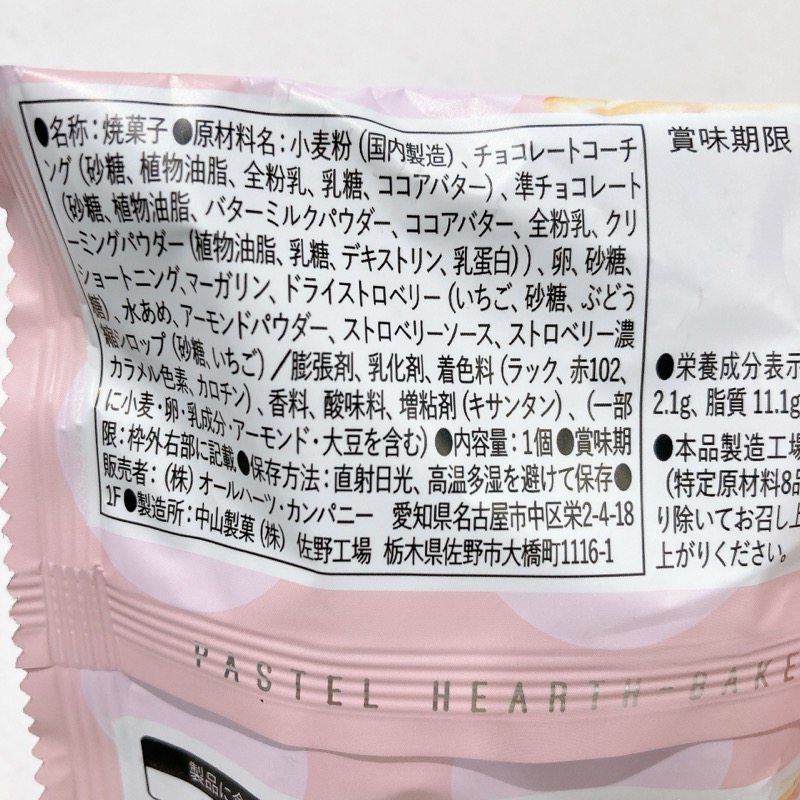 ●名称：焼菓子 ●原材料名：小麦粉（国内製造）、チョコレートコーチ
ング（砂糖、植物油脂、全粉乳、乳糖、ココアバター）、準チョコレート
（砂糖、植物油脂、バターミルクパウダー、ココアバター、全粉乳、クリ
ーミングパウダー（植物油脂、乳糖、デキストリン、乳蛋白））、卵、砂糖、
ショートニング、マーガリン、ドライストロベリー（いちご、砂糖、ぶどう
糖）、水あめ、アーモンドパウダー、ストロベリーソース、ストロベリー濃
縮シロップ（砂糖、いちご）／膨張剤、乳化剤、着色料（ラック、赤102、
カラメル色素、カロチン）、香料、酸味料、増粘剤（キサンタン）、（一部
に小麦・卵・乳成分・アーモンド・大豆を含む）●内容量：1個●賞味期
限：枠外右部に記載●保存方法：直射日光、高温多湿を避けて保存●
販売者：（株）オールハーツ・カンパニー 愛知県名古屋市中区栄2-4-18
1F●製造所：中山製菓（株） 佐野工場 栃木県佐野市大橋町1116-1
賞味期限
●栄養成分表示
2.1g、脂質 11.1g
●本品製造工場
（特定原材料8品
り除いてお召し上
上がりください。
PASTEL HEARTH-BAKE
製品に